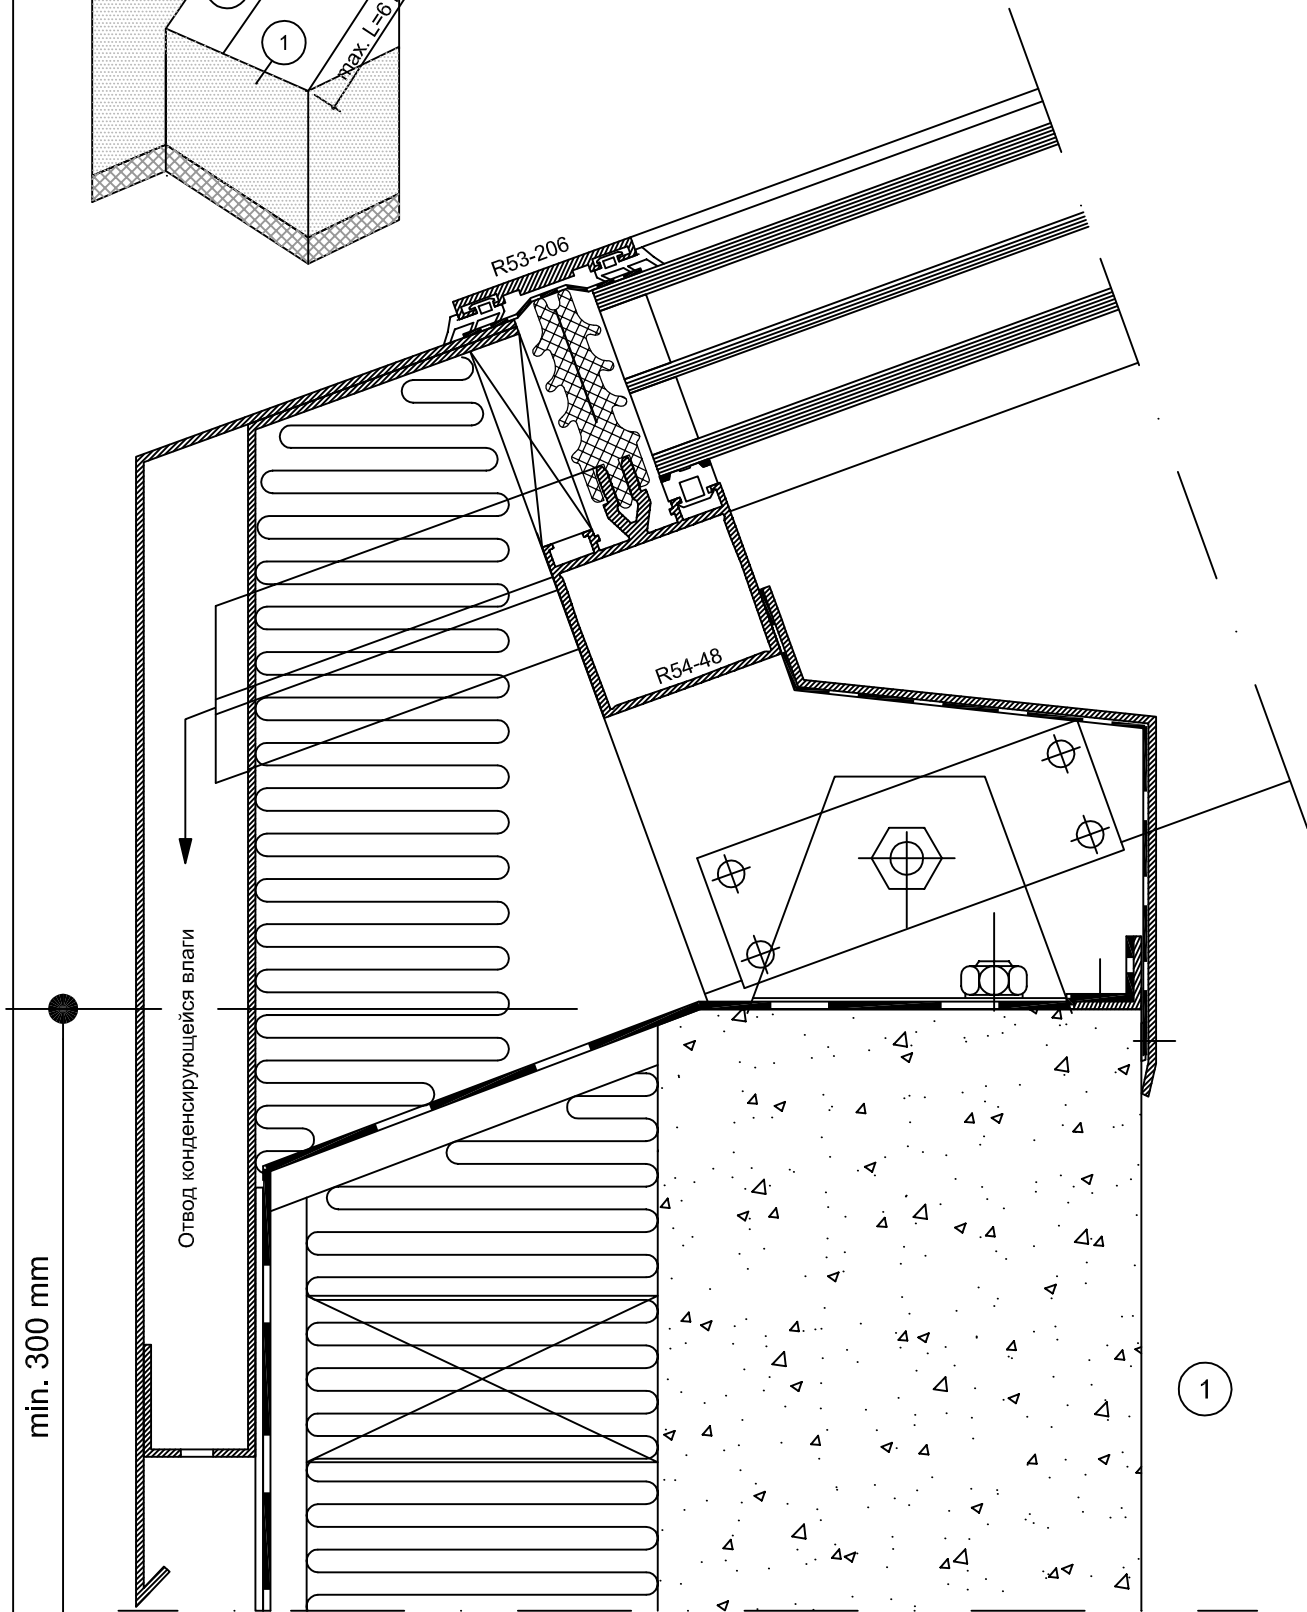 1
max. L=6
R53-206
R54-48
Отвод конденсирующейся влаги
min. 300 mm
1